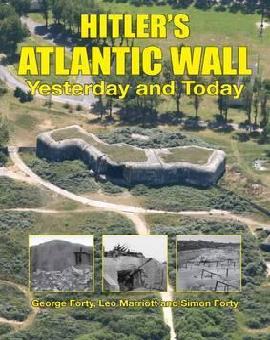 HITLER'S
ATLANTIC WALL
Yesterday and Today
George Forty, Leo Marriott and Simon Forty